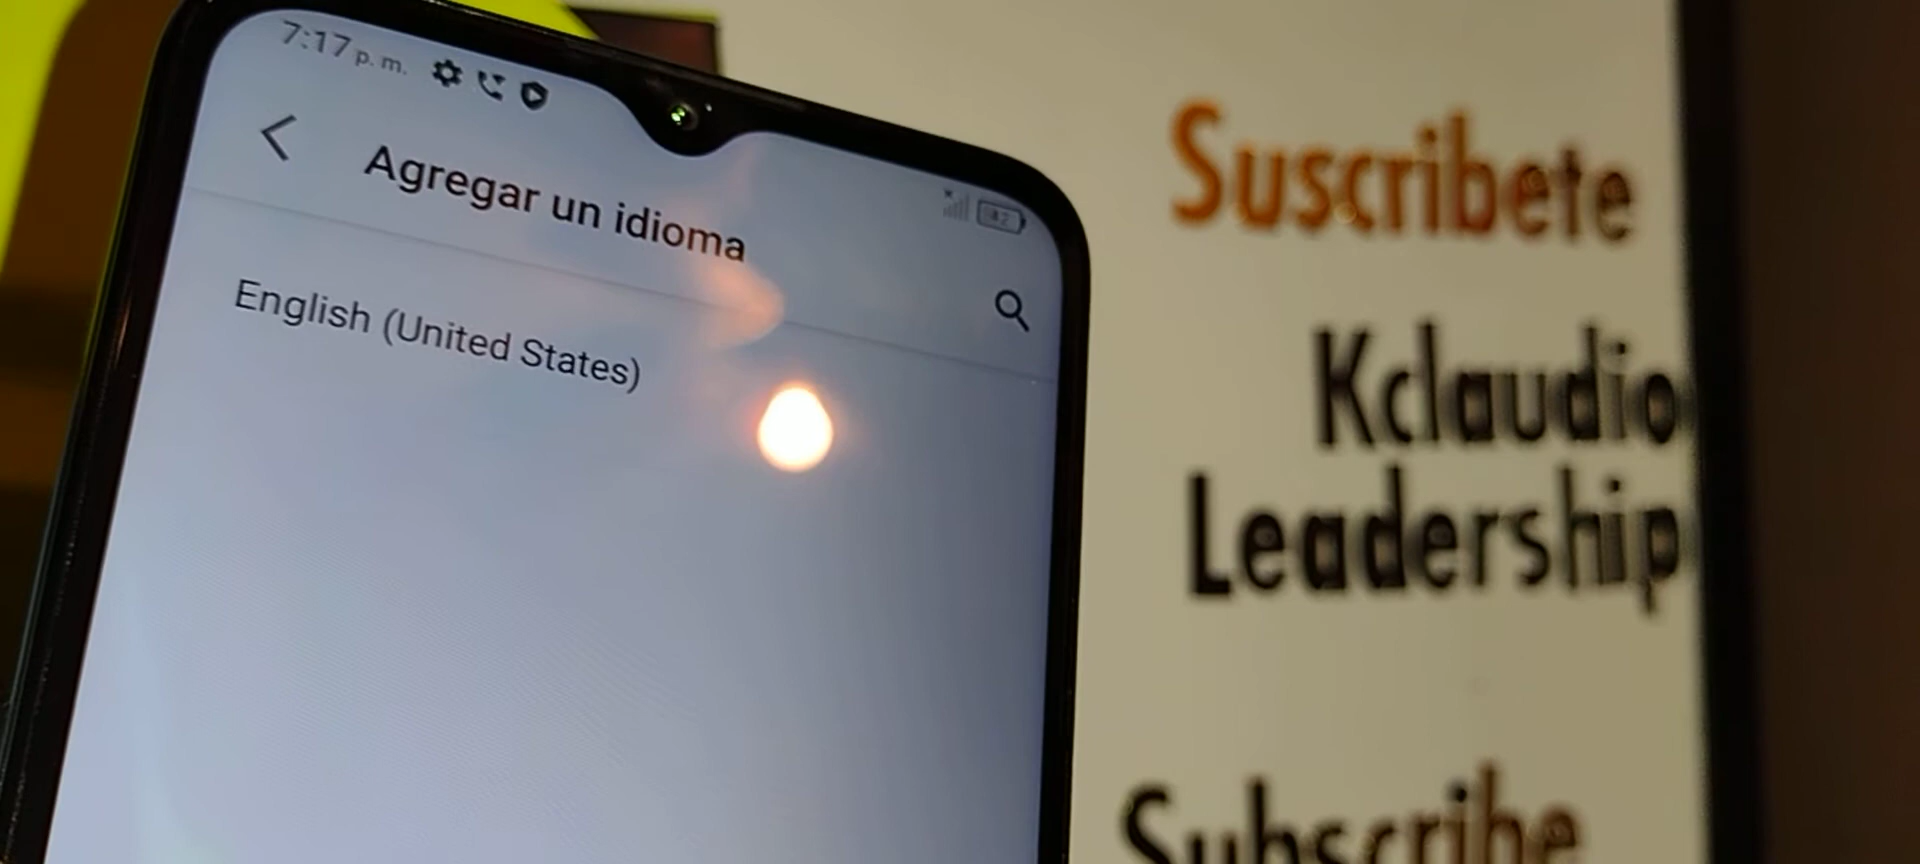 7:17 p. m.
Agregar un idioma
English (United States)
Suscribete
Kclaudio
Leadership
Subscribe